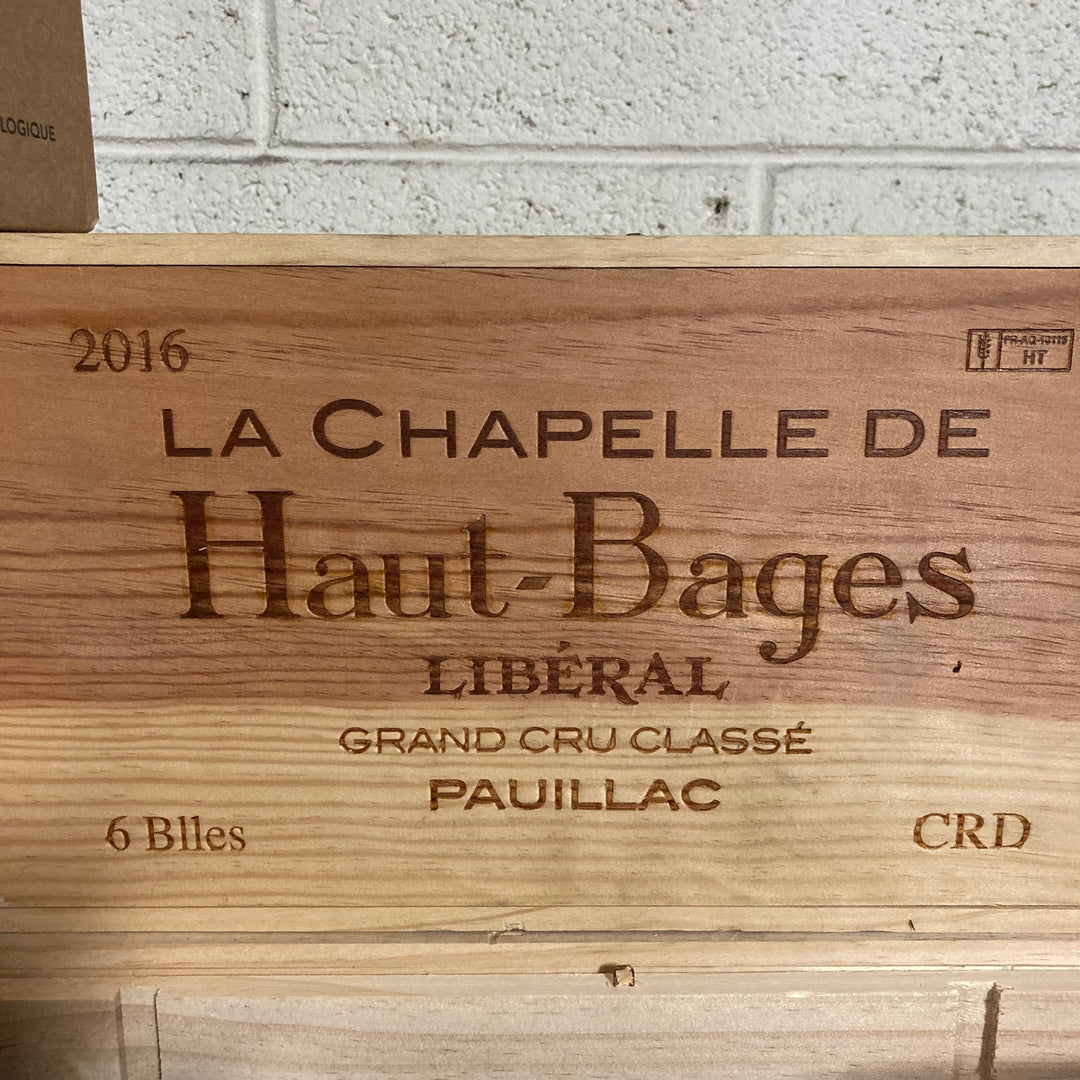 LOGIQUE
2016
HT
LA CHAPELLE DE
Haut-Bages
LIBÉRAL
GRAND CRU CLASSÉ
PAUILLAC
6 Blles
CRD